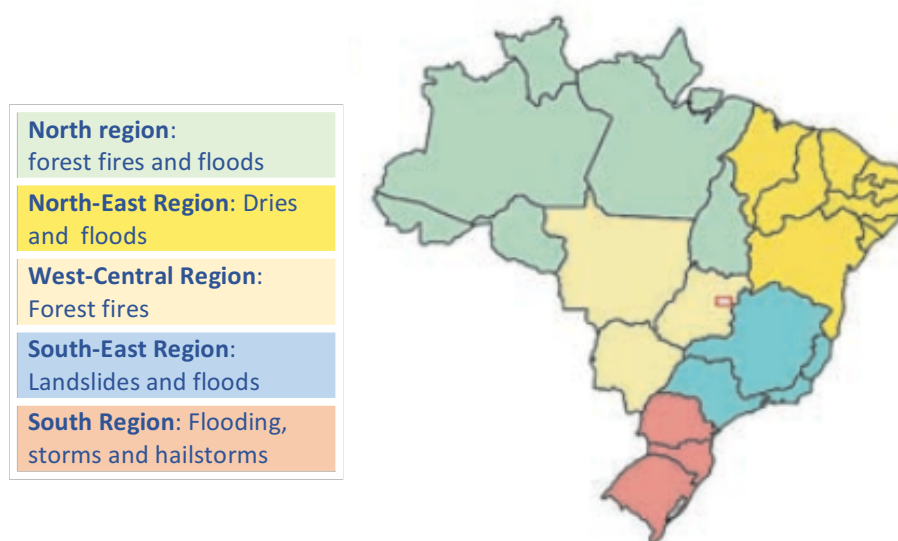 North region:
forest fires and floods
North-East Region: Dries
and floods
West-Central Region:
Forest fires
South-East Region:
Landslides and floods
South Region: Flooding,
storms and hailstorms